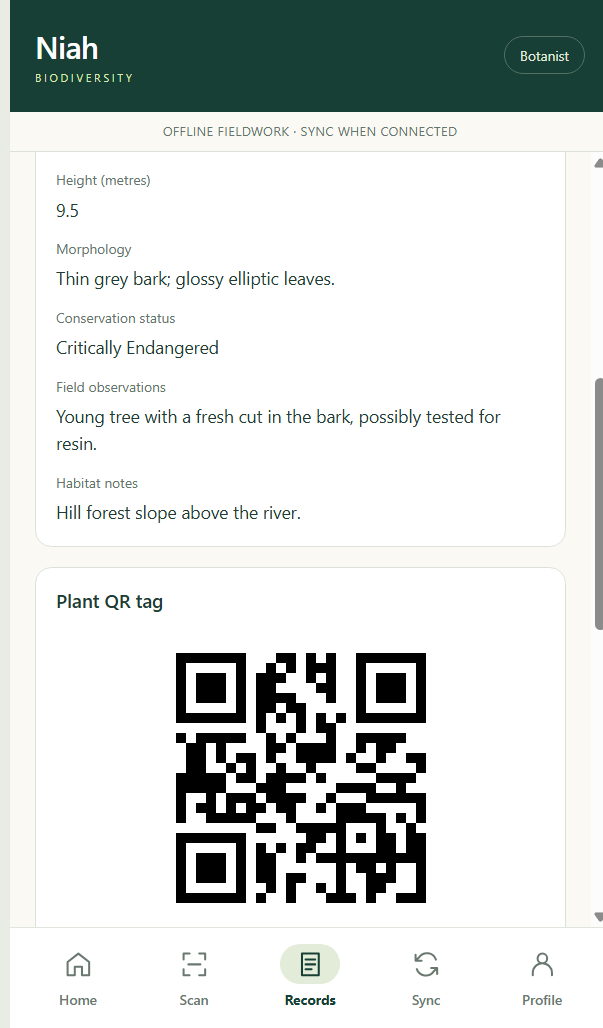 Niah
BIODIVERSITY
Botanist
OFFLINE FIELDWORK · SYNC WHEN CONNECTED
Height (metres)
9.5
Morphology
Thin grey bark; glossy elliptic leaves.
Conservation status
Critically Endangered
Field observations
Young tree with a fresh cut in the bark, possibly tested for
resin.
Habitat notes
Hill forest slope above the river.
Plant QR tag
Home
Scan
Records
Sync
Profile